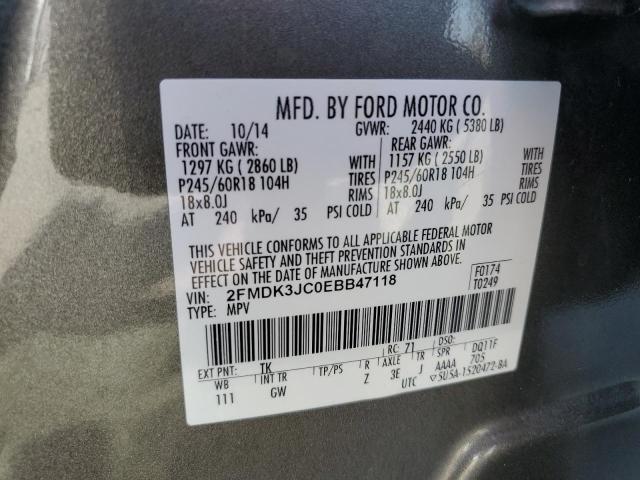 MFD. BY FORD MOTOR CO.
DATE: 10/14 GVWR: 2440 KG ( 5380 LB)
FRONT GAWR: REAR GAWR:
1297 KG ( 2860 LB) WITH 1157 KG ( 2550 LB) WITH
P245/60R18 104H TIRES P245/60R18 104H TIRES
18x8.0J RIMS 18x8.0J RIMS
AT 240 kPa/ 35 PSI COLD AT 240 kPa/ 35 PSI COLD
THIS VEHICLE CONFORMS TO ALL APPLICABLE FEDERAL MOTOR
VEHICLE SAFETY AND THEFT PREVENTION STANDARDS IN
EFFECT ON THE DATE OF MANUFACTURE SHOWN ABOVE.
VIN: 2FMDK3JC0EBB47118 F0174
TYPE: MPV T0249
EXT PNT: TK RC: 71 DSO:
WB INT TR TP/PS R AXLE TR SPR DQ11F
111 GW Z 3E J AAAA 705
UTC ▽5U5A-1520472-BA